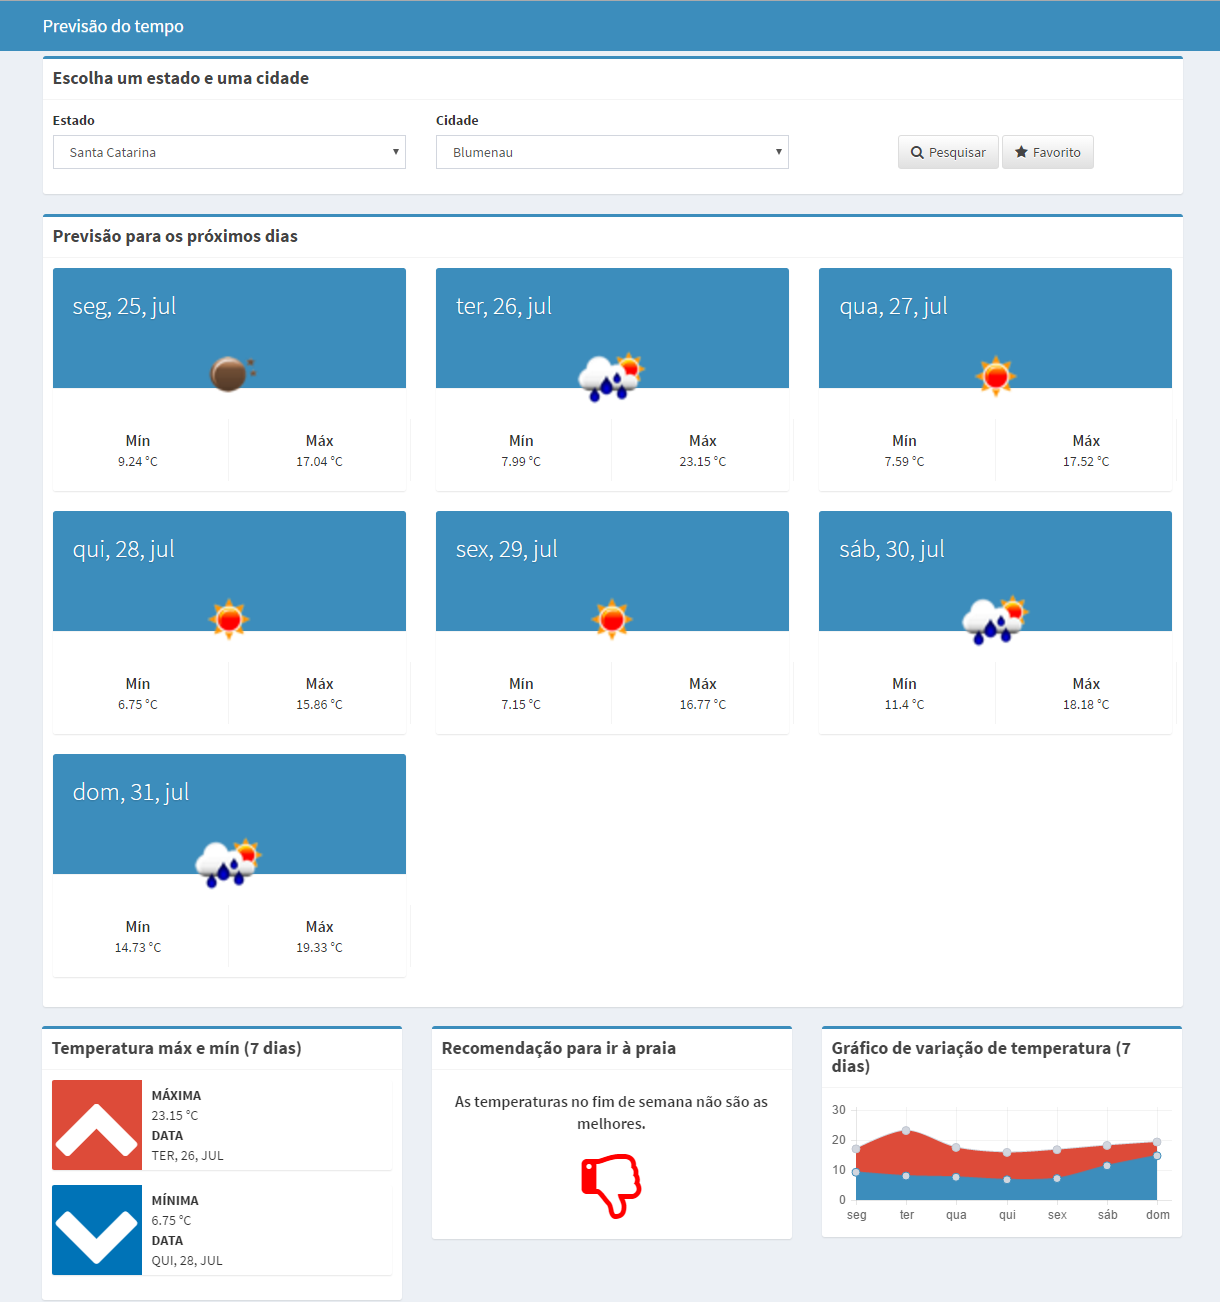 Previsão do tempo
Escolha um estado e uma cidade
Estado
Cidade
Santa Catarina
Blumenau
Pesquisar
Favorito
Previsão para os próximos dias
seg, 25, jul
ter, 26, jul
qua, 27, jul
Mín
Máx
Mín
Máx
Mín
Máx
9.24 °C
17.04 °C
7.99 °C
23.15 °C
7.59 °C
17.52 °C
qui, 28, jul
sex, 29, jul
sáb, 30, jul
Mín
Máx
Mín
Máx
Mín
Máx
6.75 °C
15.86 °C
7.15 °C
16.77 °C
11.4 °C
18.18 °C
dom, 31, jul
Mín
Máx
14.73 °C
19.33 °C
Temperatura máx e mín (7 dias)
MÁXIMA
23.15 °C
DATA
TER, 26, JUL
MÍNIMA
6.75 °C
DATA
QUI, 28, JUL
Recomendação para ir à praia
As temperaturas no fim de semana não são as
melhores.
Gráfico de variação de temperatura (7
dias)
30
20
10
0
seg
ter
qua
qui
sex
sáb
dom